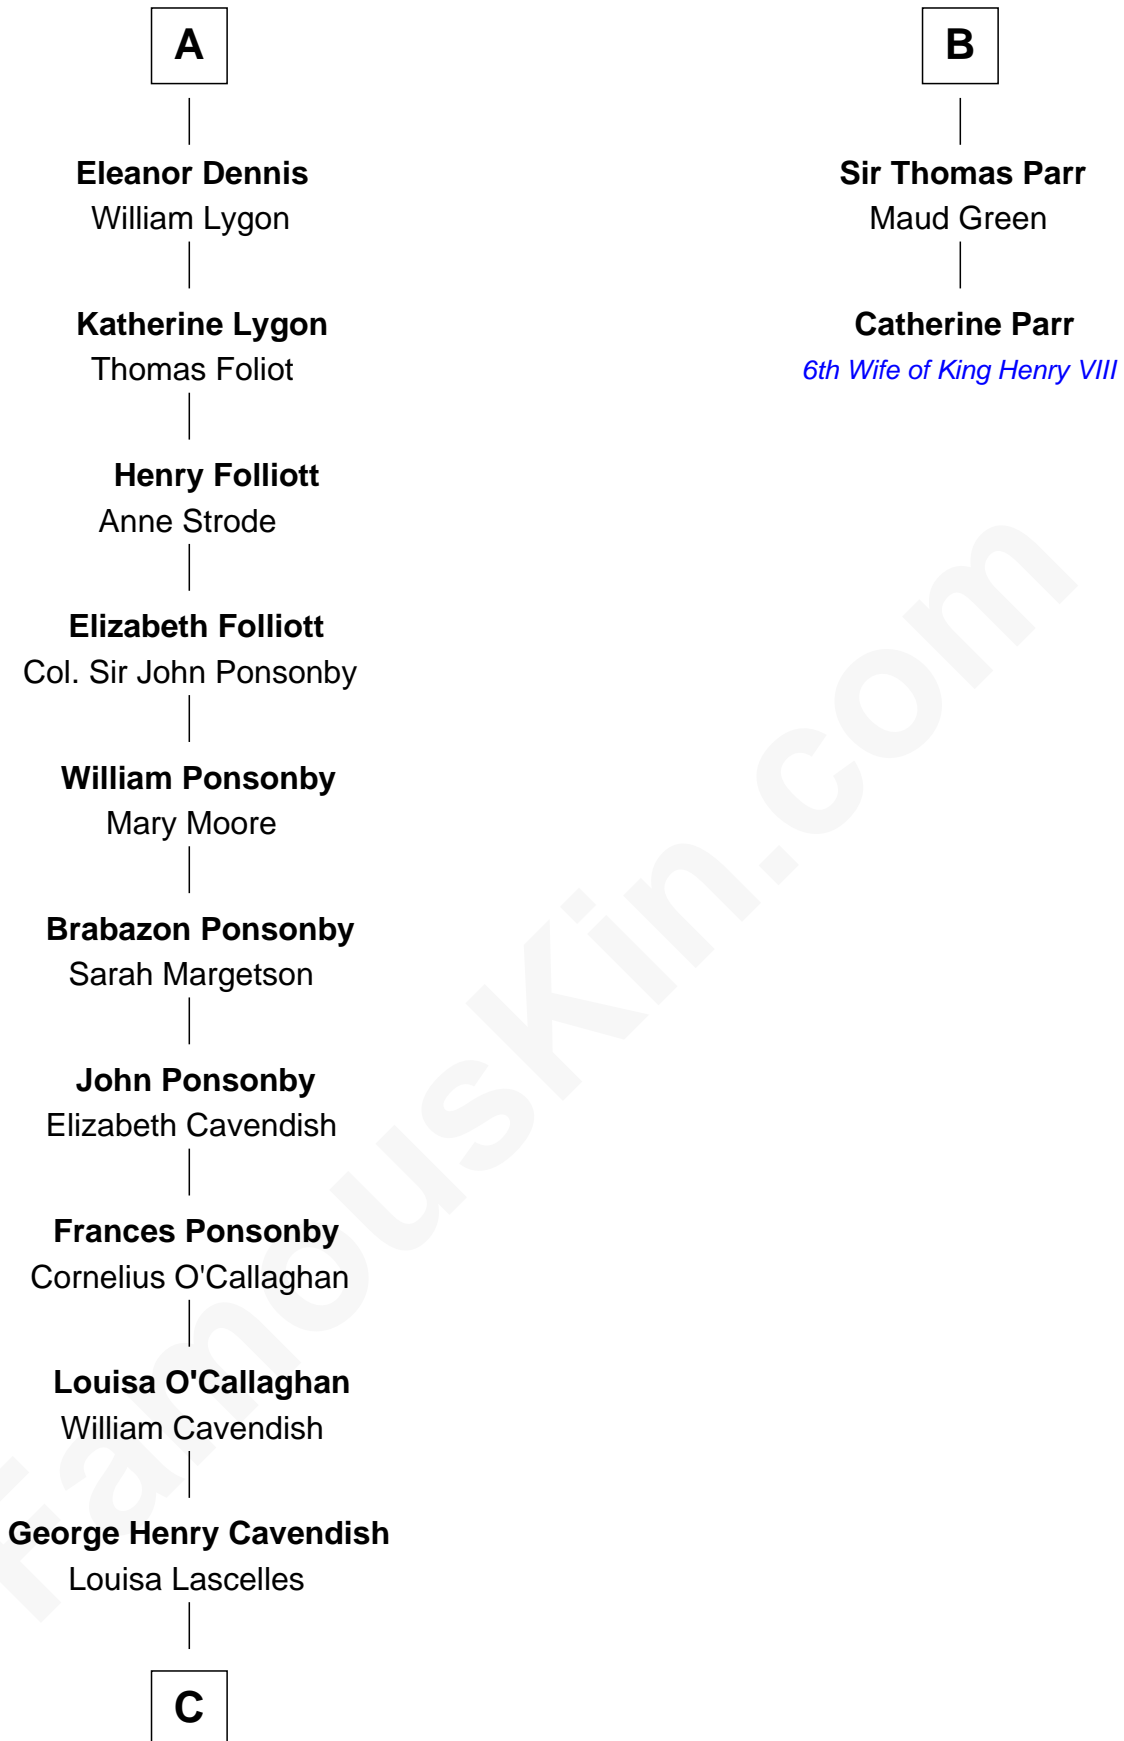 A
Eleanor Dennis
William Lygon
Katherine Lygon
Thomas Foliot
Henry Folliott
Anne Strode
Elizabeth Folliott
Col. Sir John Ponsonby
William Ponsonby
Mary Moore
Brabazon Ponsonby
Sarah Margetson
John Ponsonby
Elizabeth Cavendish
Frances Ponsonby
Cornelius O'Callaghan
Louisa O'Callaghan
William Cavendish
George Henry Cavendish
Louisa Lascelles
C
B
Sir Thomas Parr
Maud Green
Catherine Parr
6th Wife of King Henry VIII
FamousKin.com